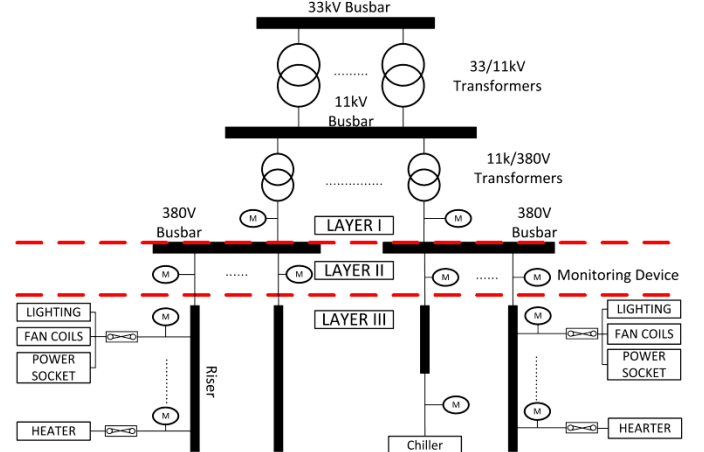 33kV Busbar
33/11kV
Transformers
11kV
Busbar
11k/380V
Transformers
380V
Busbar
M
LAYER I
M
380V
Busbar
M
M
LAYER II
M
M
Monitoring Device
LIGHTING
FAN COILS
POWER
SOCKET
M
Riser
M
HEATER
LAYER III
M
Chiller
M
LIGHTING
FAN COILS
POWER
SOCKET
M
HEARTER